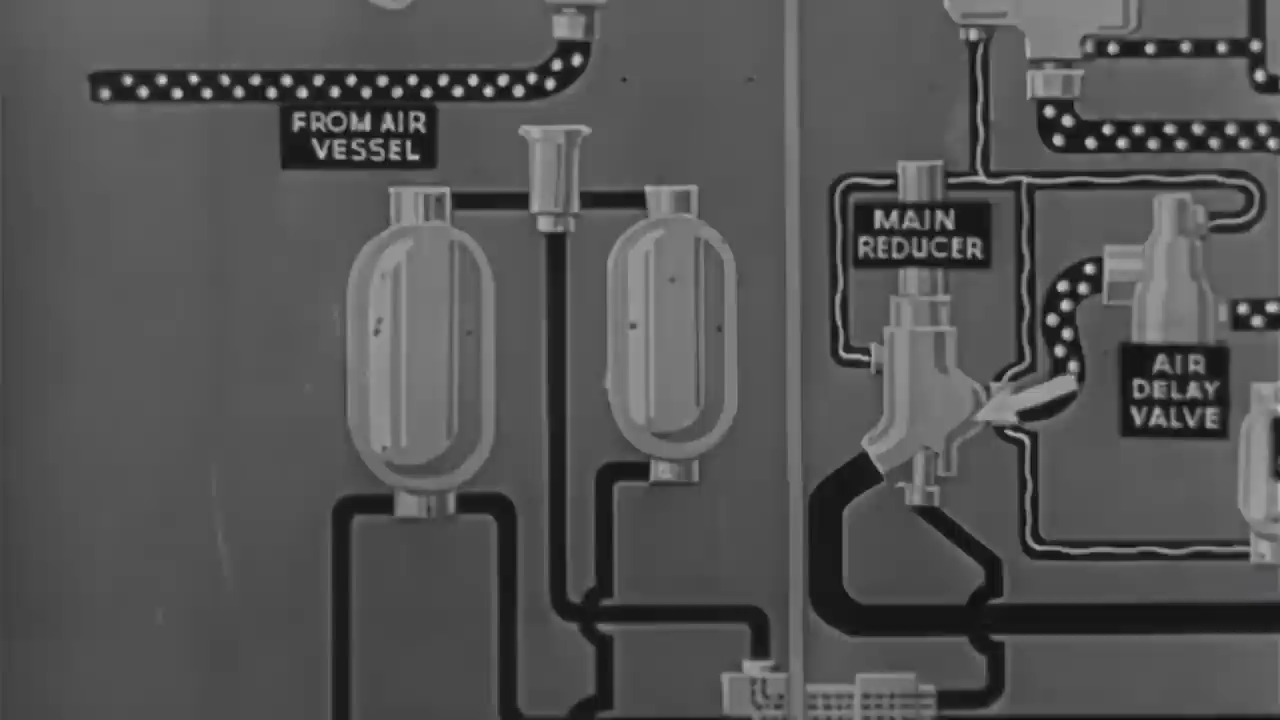 FROM AIR
VESSEL
MAIN
REDUCER
AIR
DELAY
VALVE